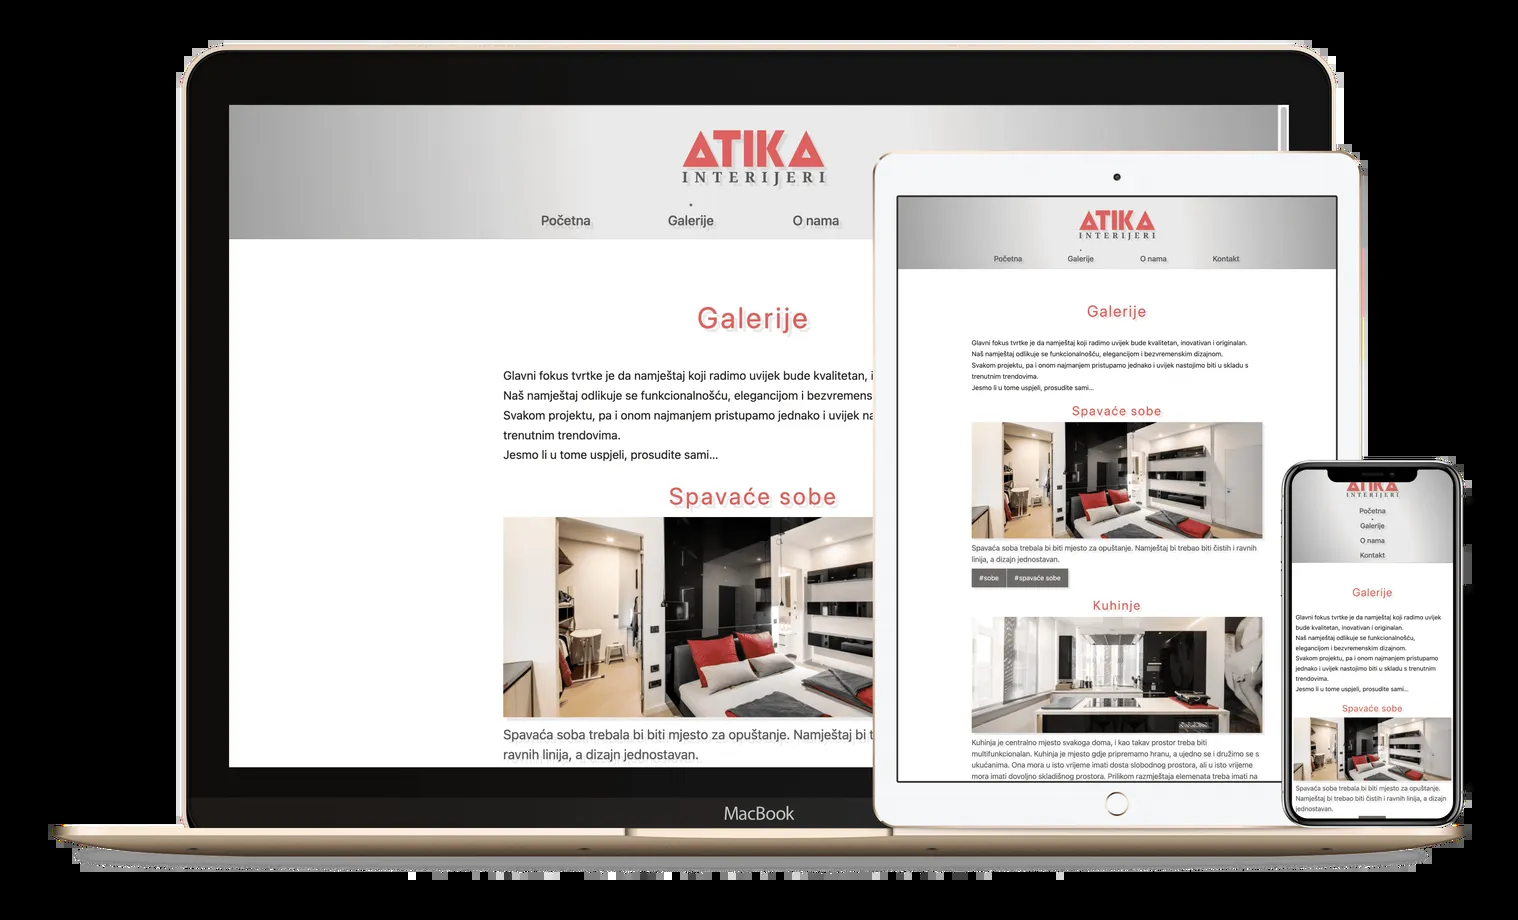 ATIKA
INTERIJERI
Početna Galerije O nama
Galerije
Glavni fokus tvrtke je da namještaj koji radimo uvijek bude kvalitetan, i
Naš namještaj odlikuje se funkcionalnošću, elegancijom i bezvremens
Svakom projektu, pa i onom najmanjem pristupamo jednako i uvijek na
trenutnim trendovima.
Jesmo li u tome uspjeli, prosudite sami...
Spavaće sobe
Spavaća soba trebala bi biti mjesto za opuštanje. Namještaj bi t
ravnih linija, a dizajn jednostavan.
MacBook
ATIKA
INTERIJERI
Početna Galerije O nama Kontakt
Galerije
Glavni fokus tvrtke je da namještaj koji radimo uvijek bude kvalitetan, inovativan i originalan.
Naš namještaj odlikuje se funkcionalnošću, elegancijom i bezvremenskim dizajnom.
Svakom projektu, pa i onom najmanjem pristupamo jednako i uvijek nastojimo biti u skladu s
trenutnim trendovima.
Jesmo li u tome uspjeli, prosudite sami...
Spavaće sobe
Spavaća soba trebala bi biti mjesto za opuštanje. Namještaj bi trebao biti čistih i ravnih
linija, a dizajn jednostavan.
#sobe #spavaće sobe
Kuhinje
Kuhinja je centralno mjesto svakoga doma, i kao takav prostor treba biti
multifunkcionalan. Kuhinja je mjesto gdje pripremamo hranu, a ujedno se i družimo se s
ukućanima. Ona mora u isto vrijeme imati dosta slobodnog prostora, ali u isto vrijeme
mora imati dovoljno skladišnog prostora. Prilikom razmještaja elemenata treba imati na
ATIKA
INTERIJERI
Početna
Galerije
O nama
Kontakt
Galerije
Glavni fokus tvrtke je da namještaj koji radimo uvijek
bude kvalitetan, inovativan i originalan.
Naš namještaj odlikuje se funkcionalnošću,
elegancijom i bezvremenskim dizajnom.
Svakom projektu, pa i onom najmanjem pristupamo
jednako i uvijek nastojimo biti u skladu s trenutnim
trendovima.
Jesmo li u tome uspjeli, prosudite sami...
Spavaće sobe
Spavaća soba trebala bi biti mjesto za opuštanje.
Namještaj bi trebao biti čistih i ravnih linija, a dizajn
jednostavan.